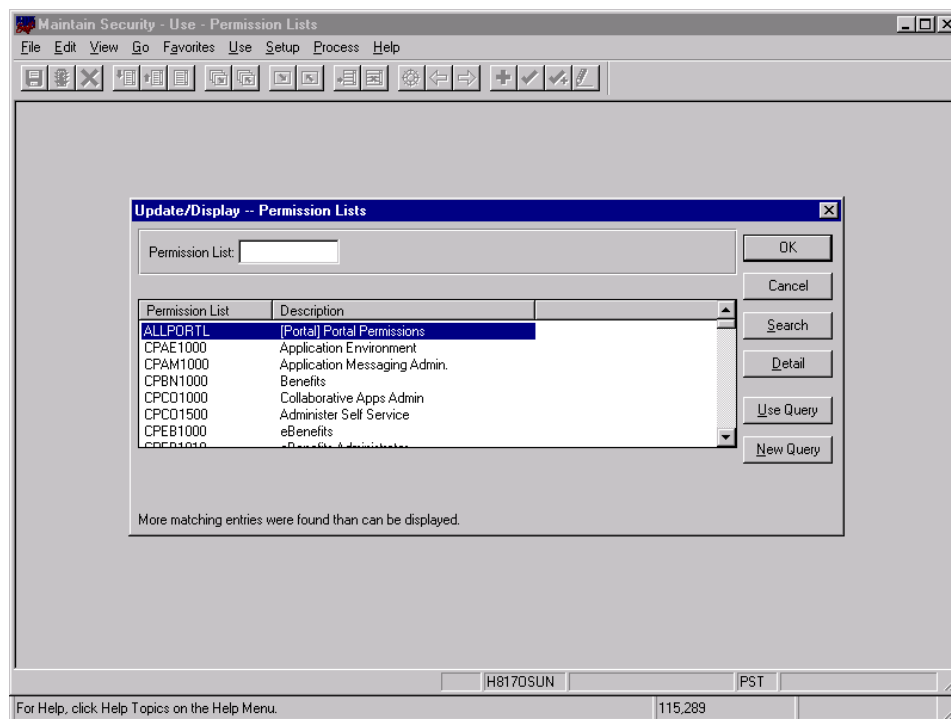 Maintain Security - Use - Permission Lists
File Edit View Go Favorites Use Setup Process Help
Update/Display -- Permission Lists
Permission List:
OK
Cancel
Search
Detail
Use Query
New Query
Permission List Description
ALLPORTL [Portal] Portal Permissions
CPAE1000 Application Environment
CPAM1000 Application Messaging Admin.
CPBN1000 Benefits
CPCO1000 Collaborative Apps Admin
CPCO1500 Administer Self Service
CPEB1000 eBenefits
CPEB1010 eBenefits Administrator
More matching entries were found than can be displayed.
H817OSUN PST
For Help, click Help Topics on the Help Menu. 115,289